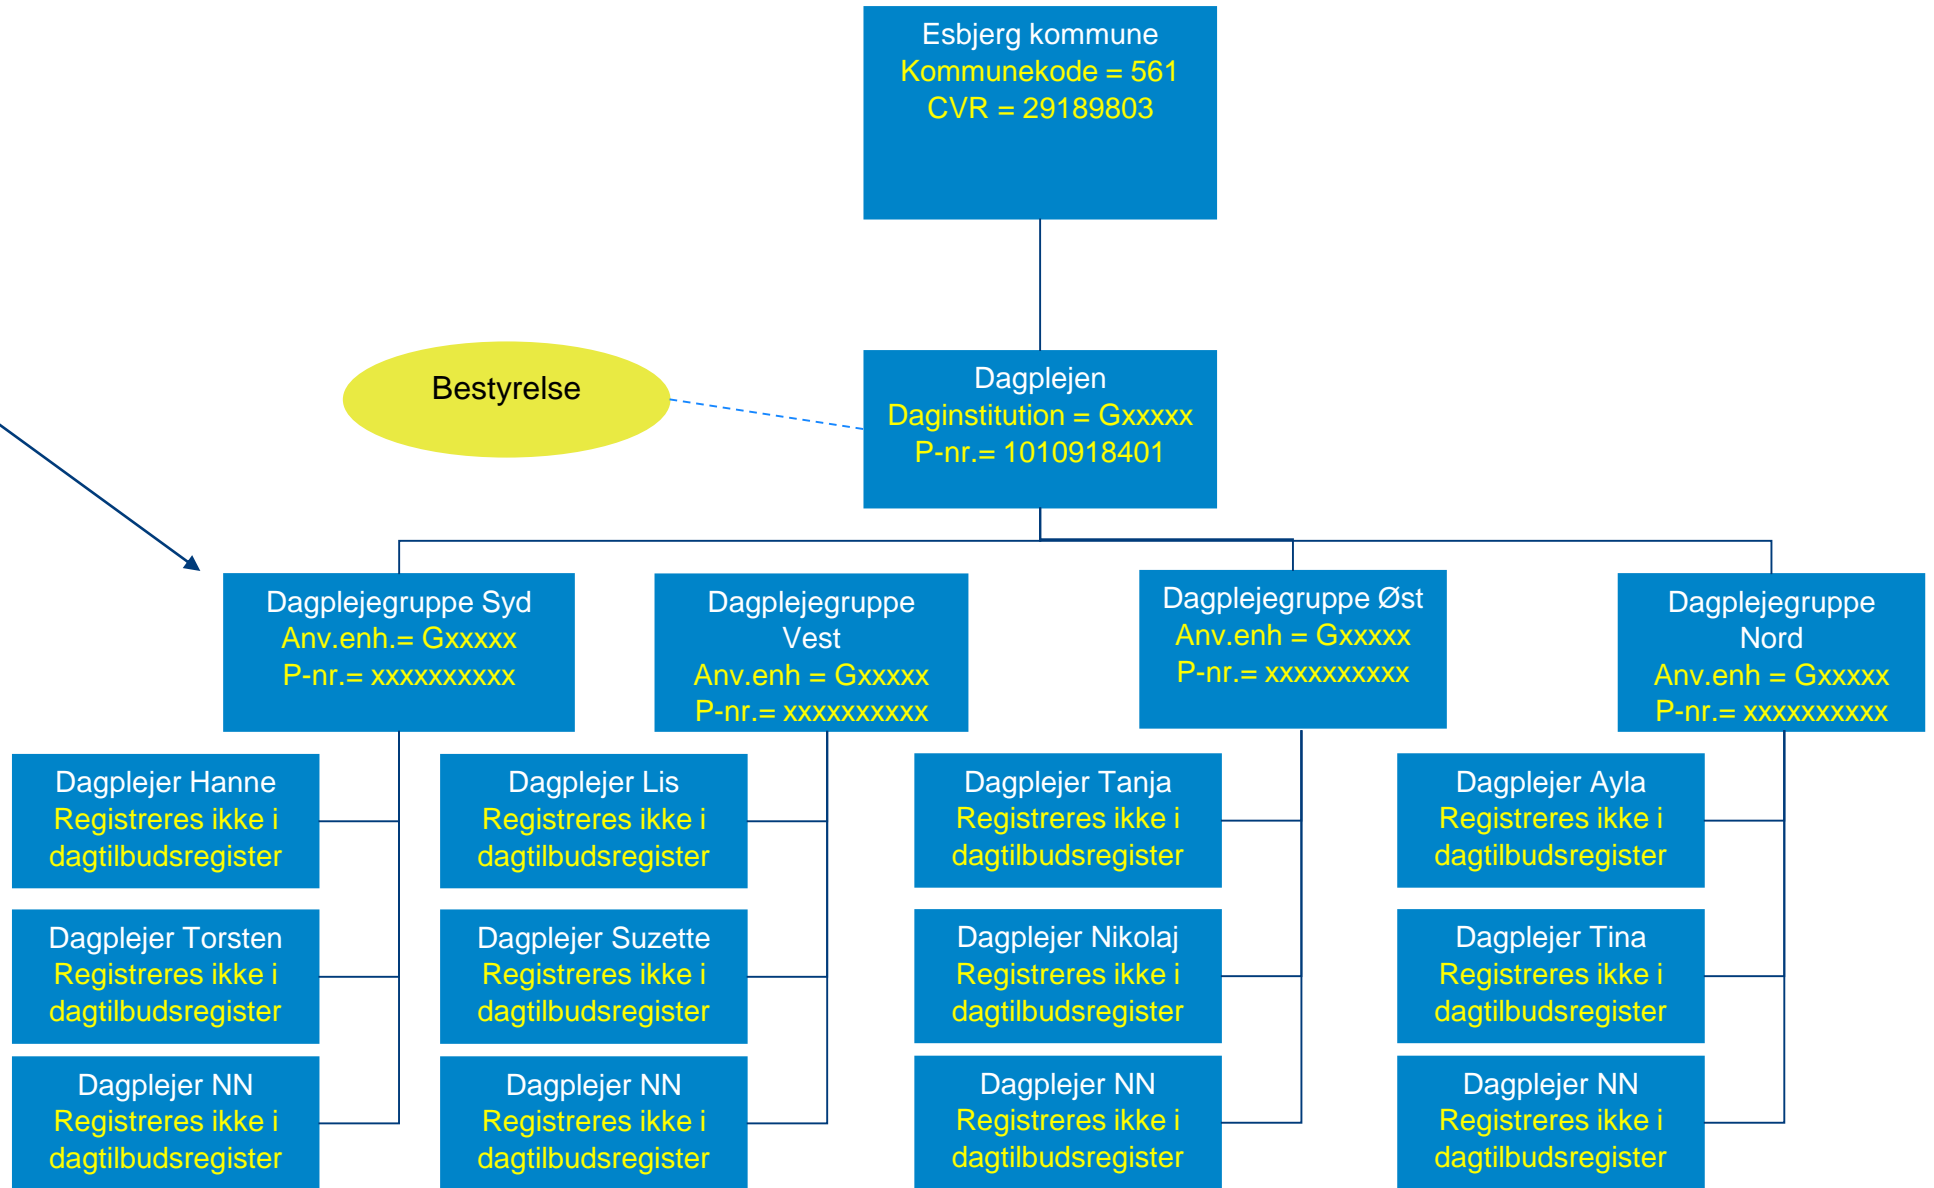 Esbjerg kommune
Kommunekode = 561
CVR = 29189803
Bestyrelse
Dagplejen
Daginstitution = Gxxxxx
P-nr.= 1010918401
Dagplejegruppe Syd
Anv.enh.= Gxxxxx
P-nr.= xxxxxxxxxx
Dagplejegruppe
Vest
Anv.enh = Gxxxxx
P-nr.= xxxxxxxxxx
Dagplejegruppe Øst
Anv.enh = Gxxxxx
P-nr.= xxxxxxxxxx
Dagplejegruppe
Nord
Anv.enh = Gxxxxx
P-nr.= xxxxxxxxxx
Dagplejer Hanne
Registreres ikke i
dagtilbudsregister
Dagplejer Lis
Registreres ikke i
dagtilbudsregister
Dagplejer Tanja
Registreres ikke i
dagtilbudsregister
Dagplejer Ayla
Registreres ikke i
dagtilbudsregister
Dagplejer Torsten
Registreres ikke i
dagtilbudsregister
Dagplejer Suzette
Registreres ikke i
dagtilbudsregister
Dagplejer Nikolaj
Registreres ikke i
dagtilbudsregister
Dagplejer Tina
Registreres ikke i
dagtilbudsregister
Dagplejer NN
Registreres ikke i
dagtilbudsregister
Dagplejer NN
Registreres ikke i
dagtilbudsregister
Dagplejer NN
Registreres ikke i
dagtilbudsregister
Dagplejer NN
Registreres ikke i
dagtilbudsregister